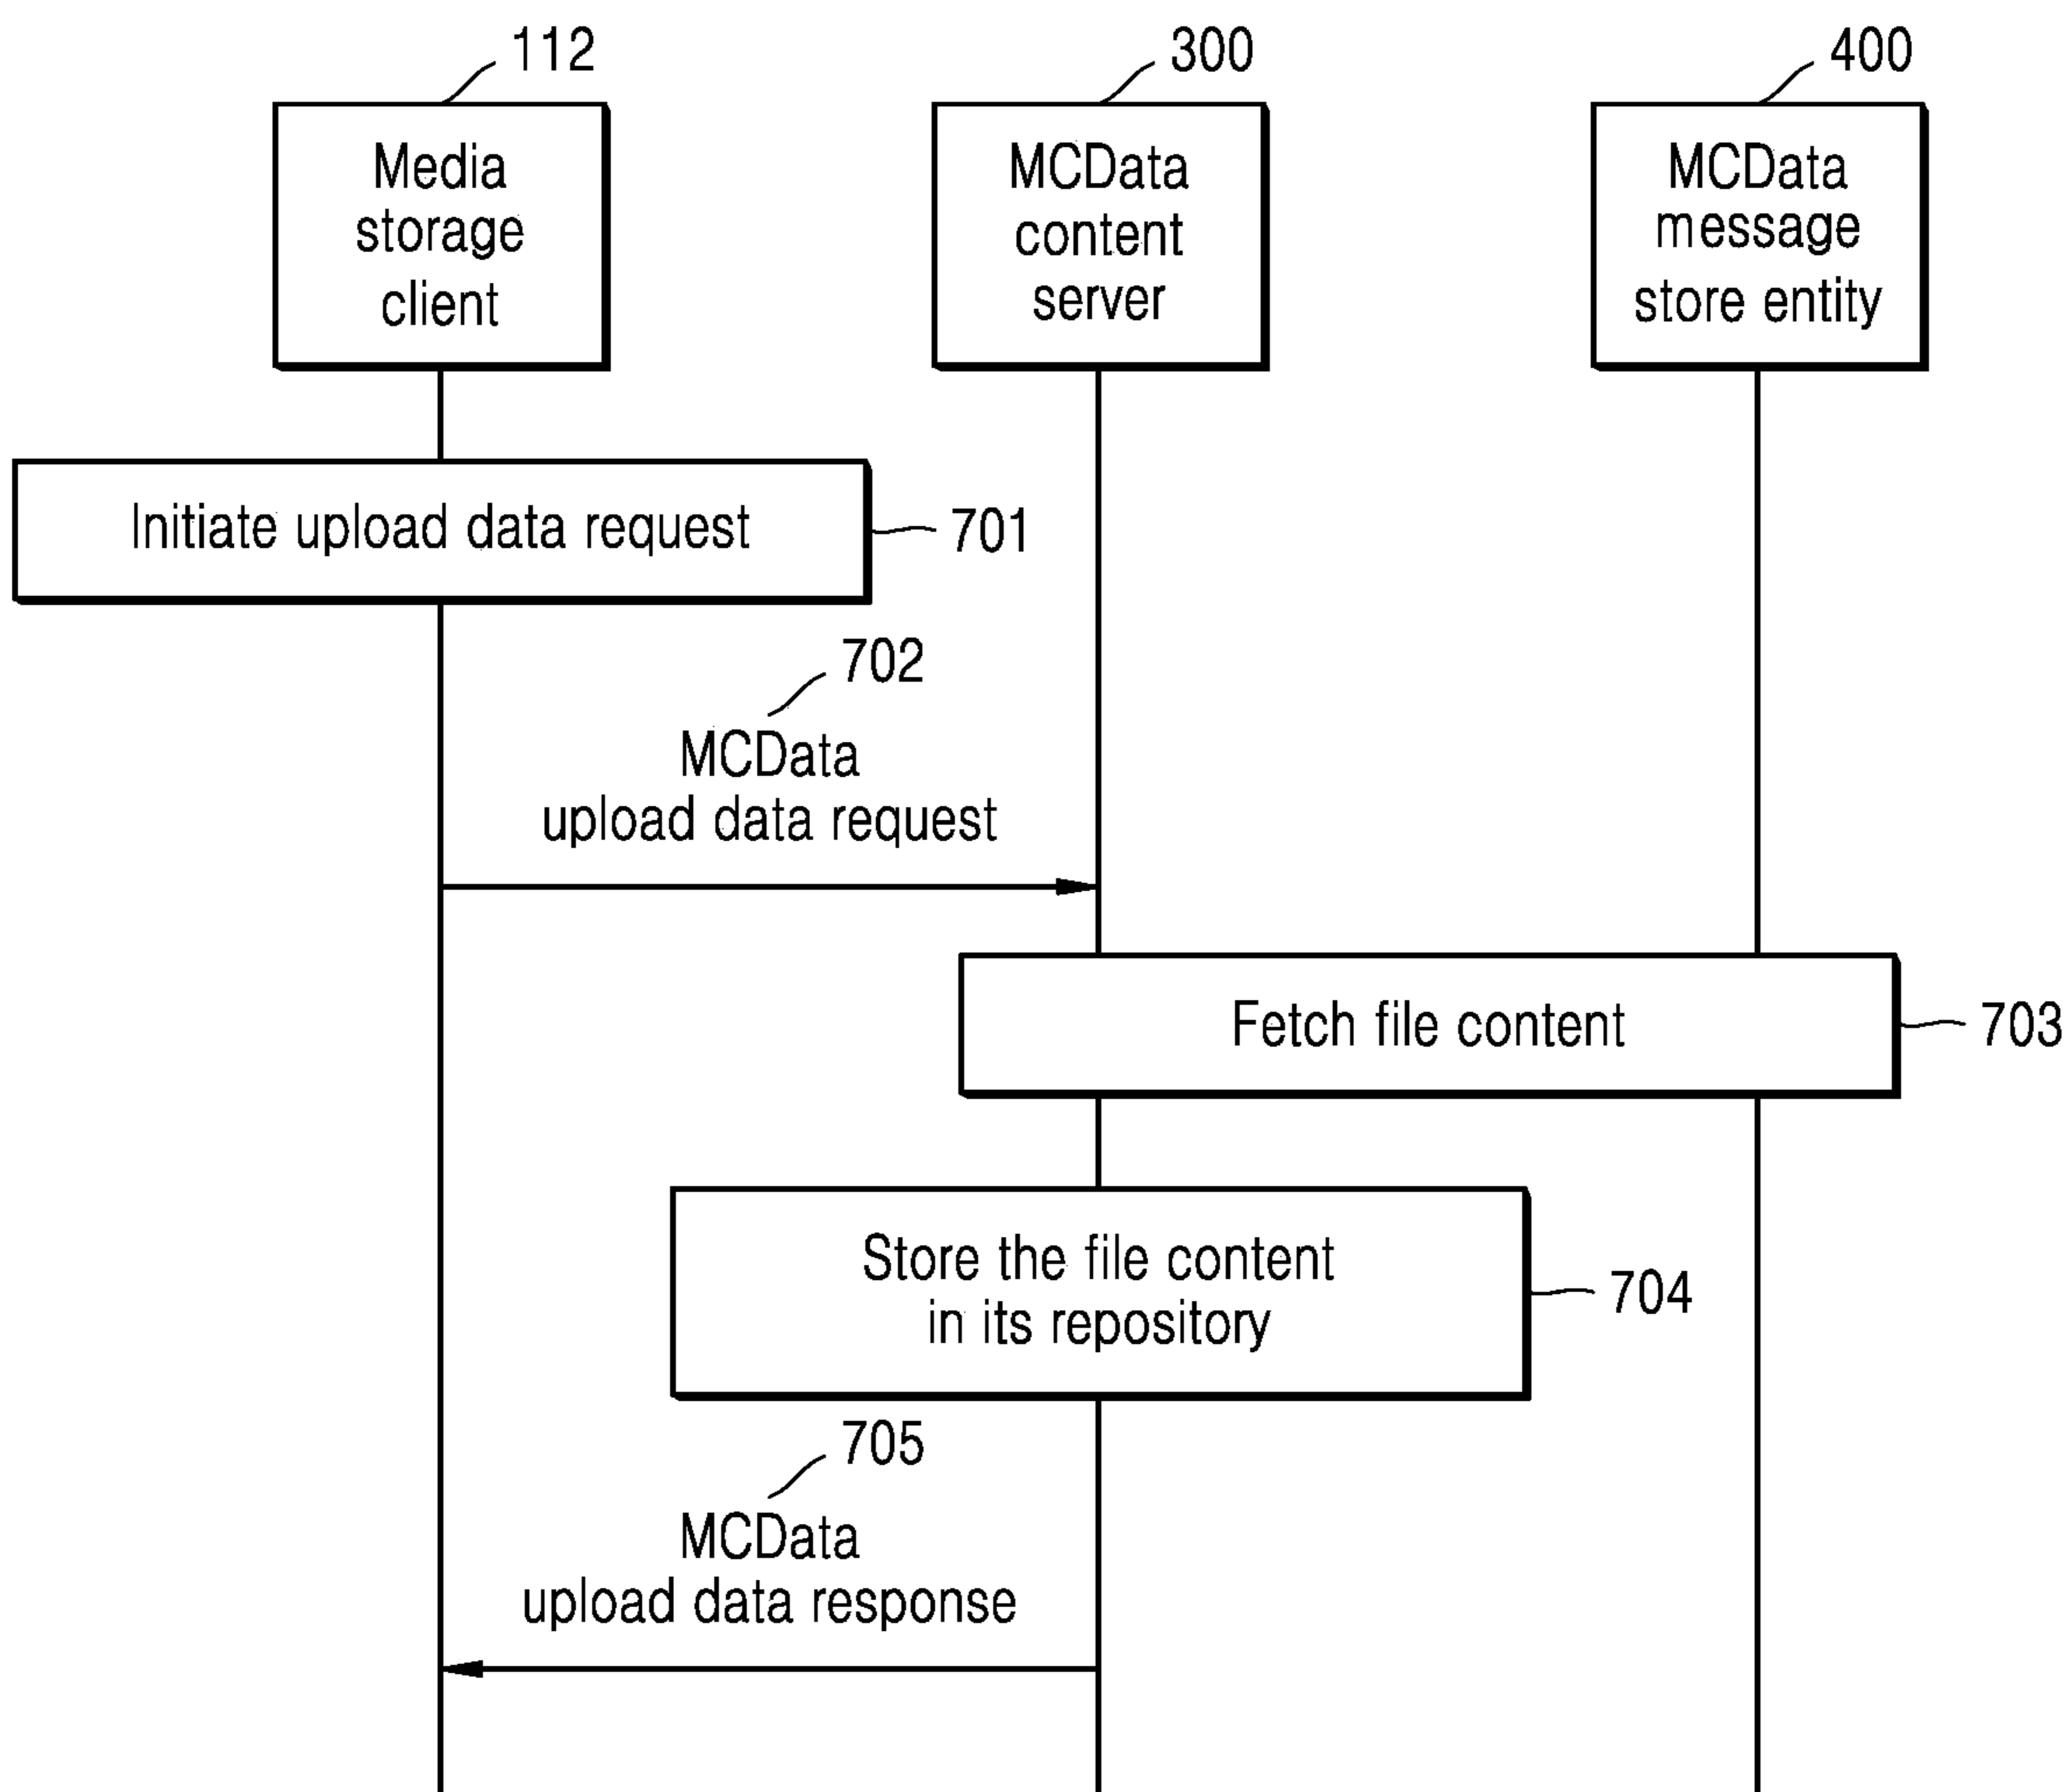 112
300
400
Media
storage
client
MCData
content
server
MCData
message
store entity
Initiate upload data request
701
702
MCData
upload data request
Fetch file content
703
Store the file content
in its repository
704
705
MCData
upload data response